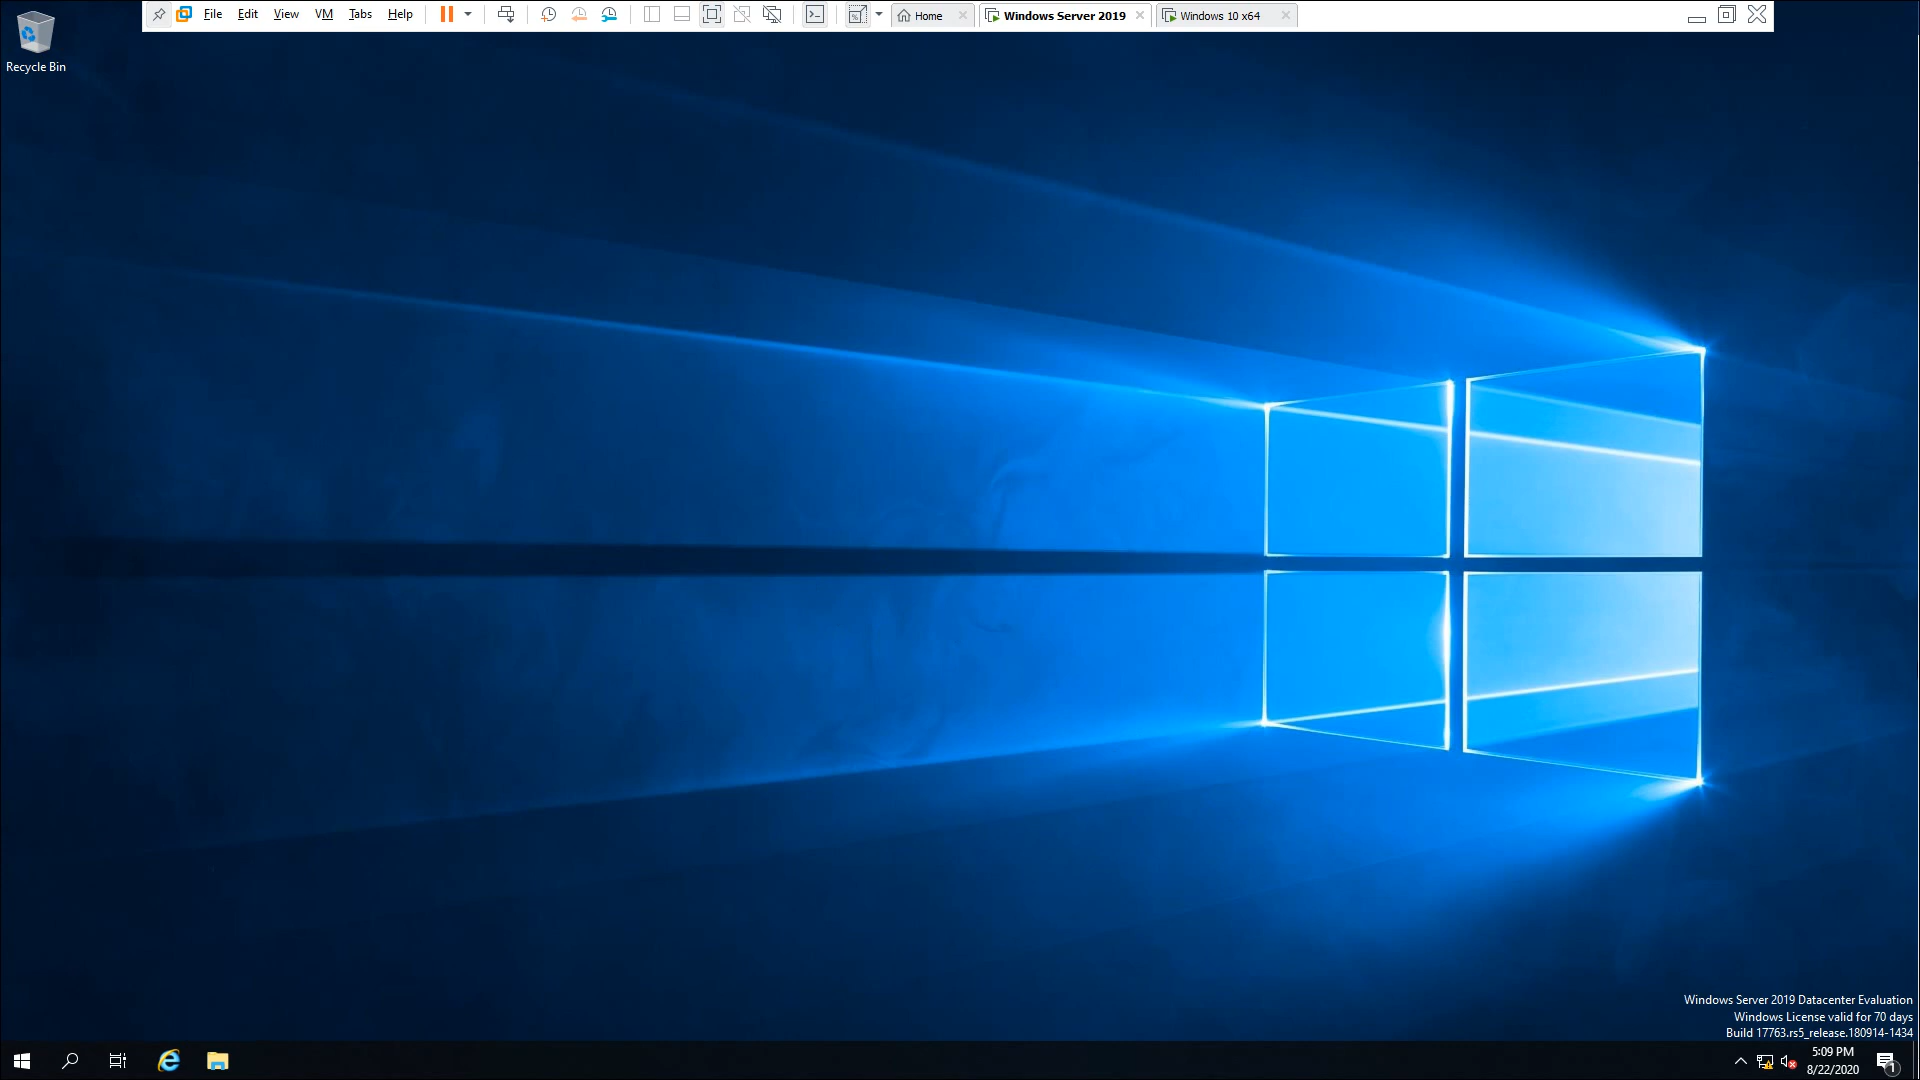 File Edit View VM Tabs Help Home Windows Server 2019 Windows 10 x64
Recycle Bin
Windows Server 2019 Datacenter Evaluation
Windows License valid for 70 days
Build 17763.rs5_release.180914-1434
5:09 PM
8/22/2020
1